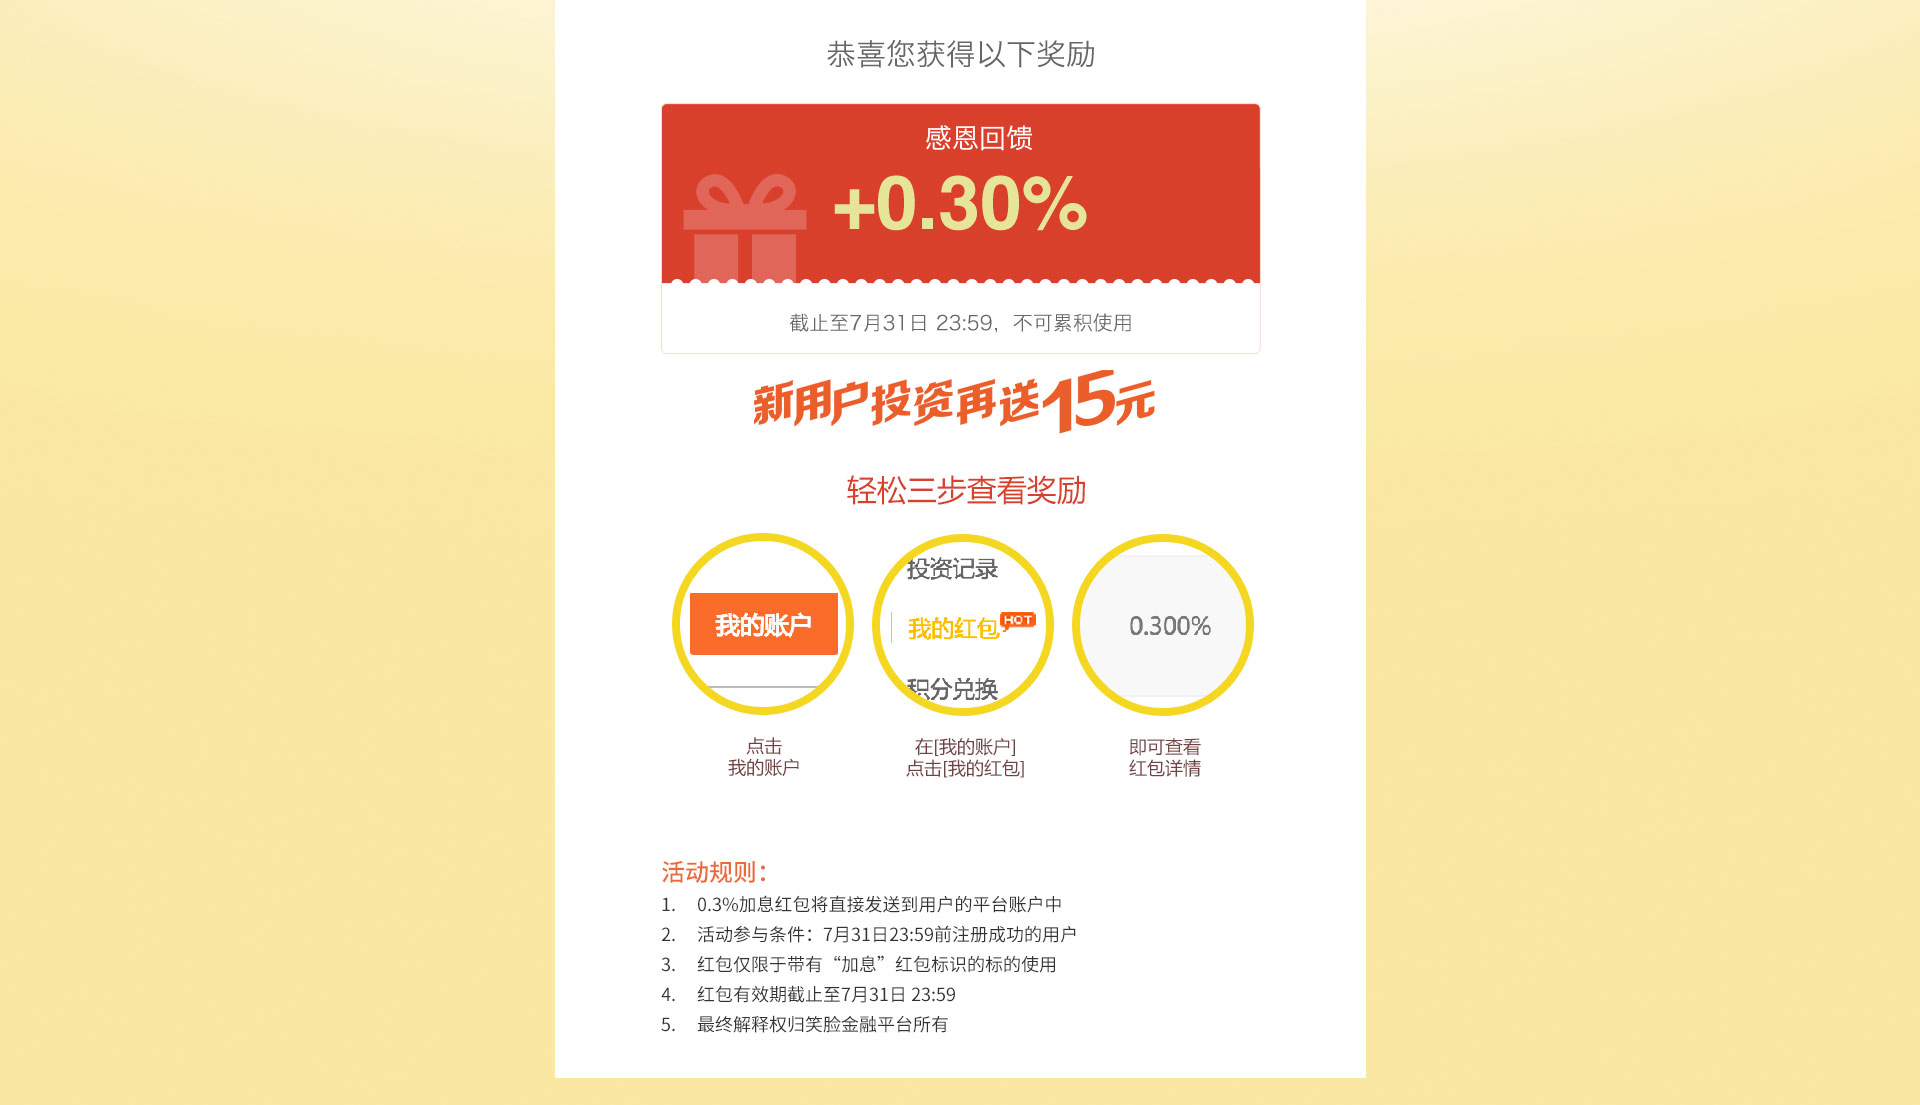 恭喜您获得以下奖励
感恩回馈
+0.30%
截止至7月31日 23:59，不可累积使用
新用户投资再送15元
轻松三步查看奖励
我的账户
投资记录
我的红包 HOT
积分兑换
0.300%
点击
我的账户
在[我的账户]
点击[我的红包]
即可查看
红包详情
活动规则：
1. 0.3%加息红包将直接发送到用户的平台账户中
2. 活动参与条件：7月31日23:59前注册成功的用户
3. 红包仅限于带有“加息”红包标识的标的使用
4. 红包有效期截止至7月31日 23:59
5. 最终解释权归笑脸金融平台所有